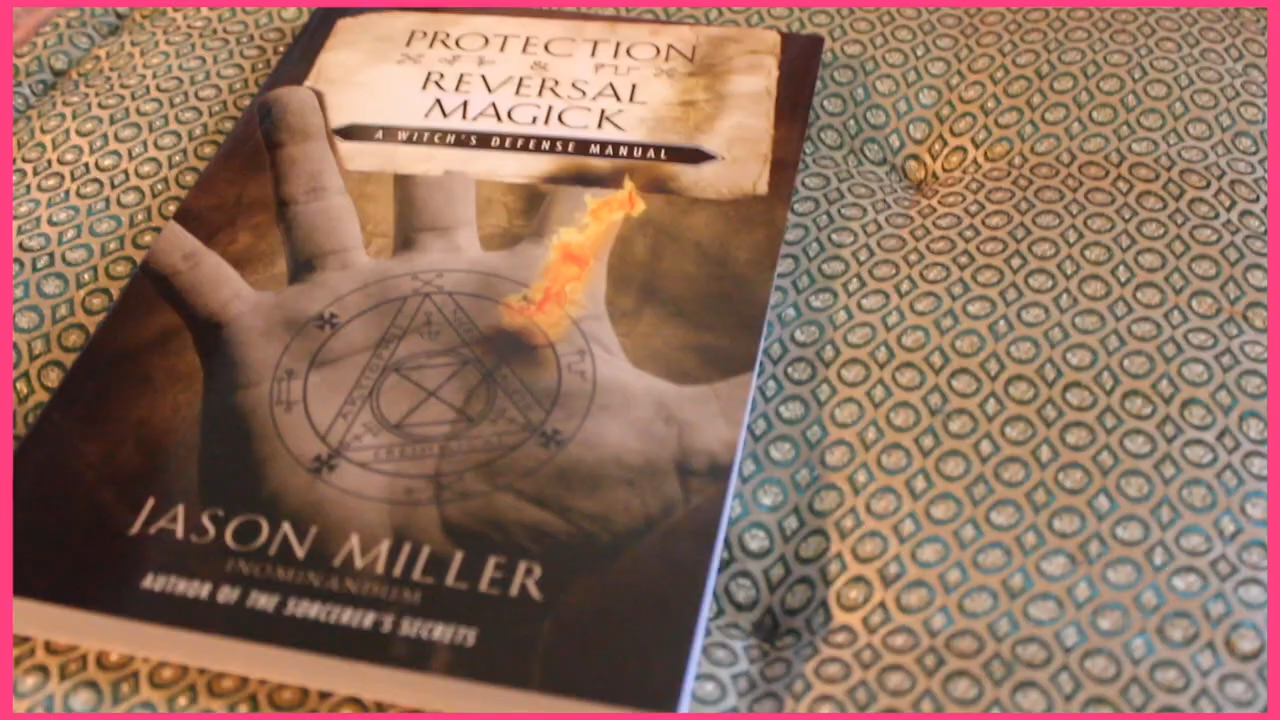 PROTECTION
&
REVERSAL
MAGICK
A WITCH'S DEFENSE MANUAL
JASON MILLER
INOMINANDUM
AUTHOR OF THE SORCERER'S SECRETS